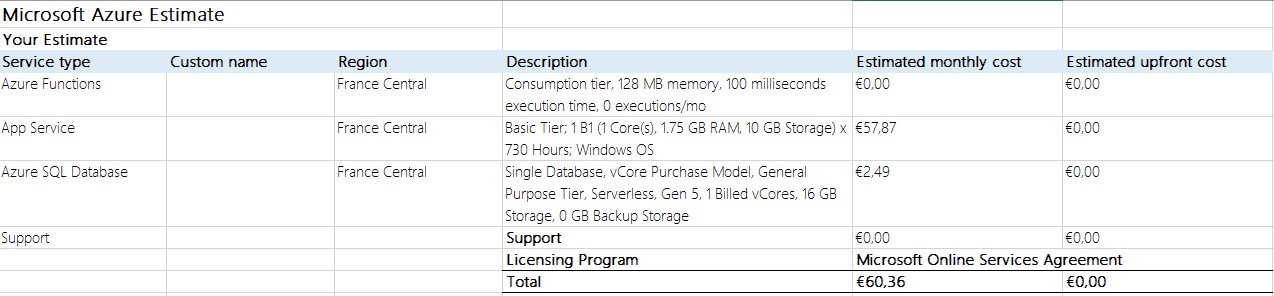 Microsoft Azure Estimate
Your Estimate
Service type Custom name Region Description Estimated monthly cost Estimated upfront cost
Azure Functions France Central Consumption tier, 128 MB memory, 100 milliseconds €0,00 €0,00
execution time, 0 executions/mo
App Service France Central Basic Tier; 1 B1 (1 Core(s), 1.75 GB RAM, 10 GB Storage) x €57,87 €0,00
730 Hours; Windows OS
Azure SQL Database France Central Single Database, vCore Purchase Model, General €2,49 €0,00
Purpose Tier, Serverless, Gen 5, 1 Billed vCores, 16 GB
Storage, 0 GB Backup Storage
Support Support €0,00 €0,00
Licensing Program Microsoft Online Services Agreement
Total €60,36 €0,00